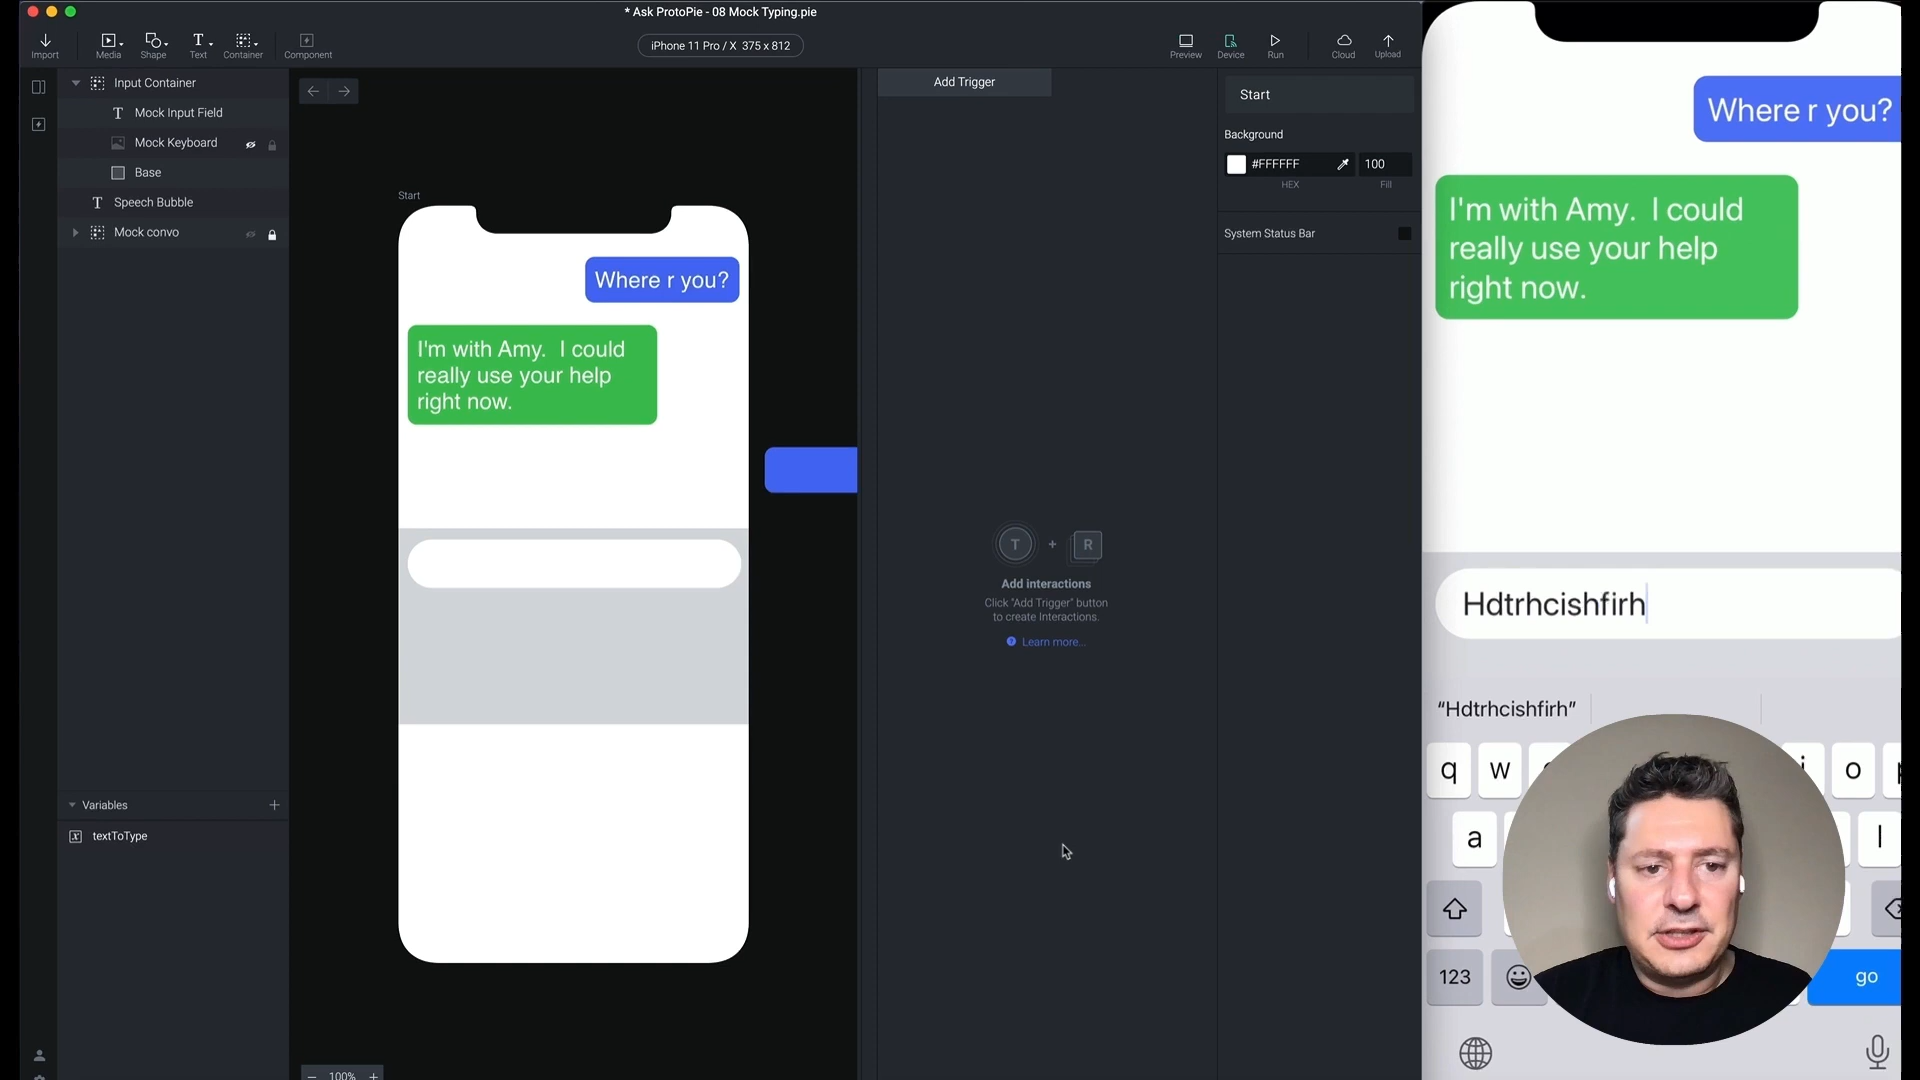 * Ask ProtoPie - 08 Mock Typing.pie
Import
Media
Shape
Text
Container
Component
iPhone 11 Pro / X 375 x 812
Preview
Device
Run
Cloud
Upload
Input Container
Mock Input Field
Mock Keyboard
Base
Speech Bubble
Mock convo
Variables
textToType
Start
Where r you?
I'm with Amy. I could
really use your help
right now.
100%
Add Trigger
T + R
Add interactions
Click "Add Trigger" button
to create Interactions.
Learn more...
Start
Background
#FFFFFF
100
HEX
Fill
System Status Bar
Where r you?
I'm with Amy. I could
really use your help
right now.
Hdtrhcishfirh
“Hdtrhcishfirh”
q w i o p
a l
123
go